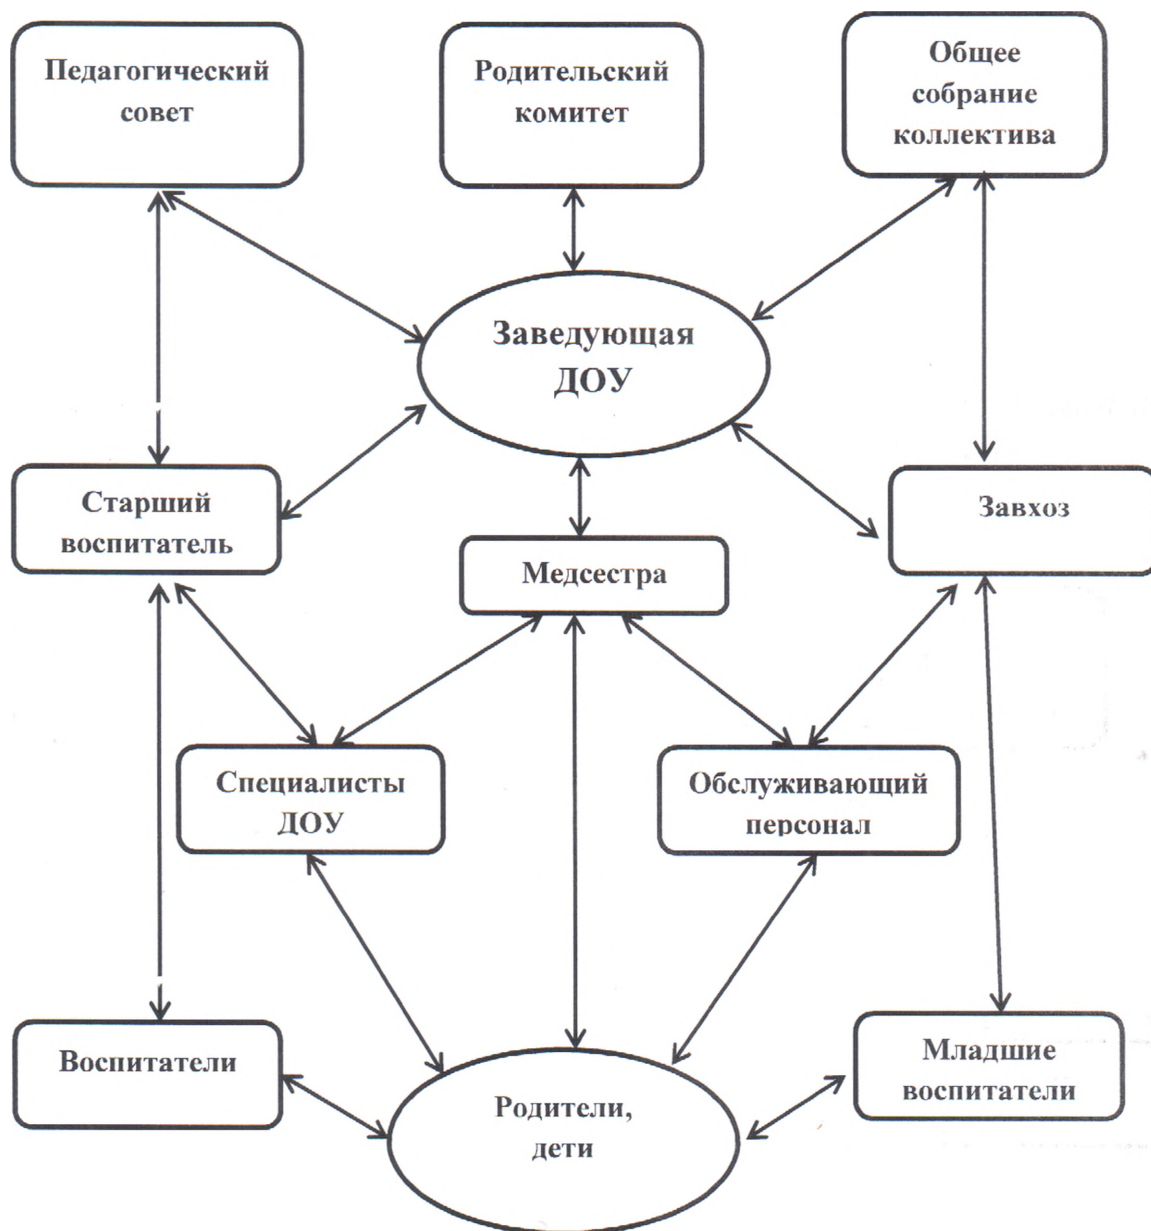 Педагогический
совет
Родительский
комитет
Общее
собрание
коллектива
Заведующая
ДОУ
Старший
воспитатель
Медсестра
Завхоз
Специалисты
ДОУ
Обслуживающий
персонал
Воспитатели
Родители,
дети
Младшие
воспитатели